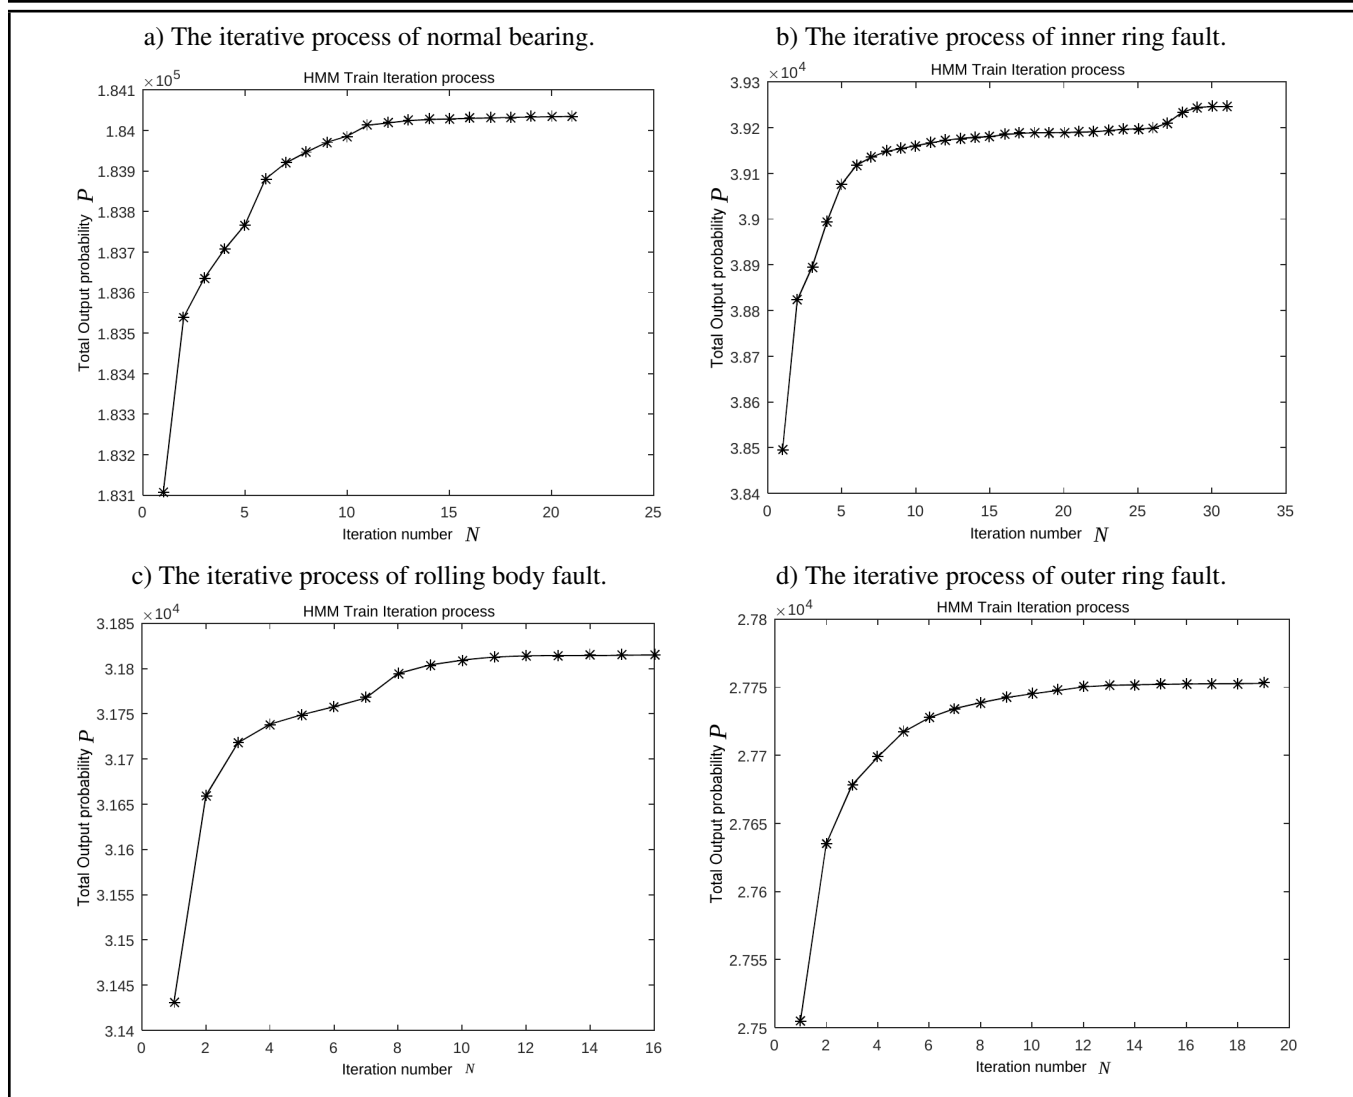 a) The iterative process of normal bearing.
×10⁵
HMM Train Iteration process
1.841
1.84
1.839
1.838
1.837
1.836
1.835
1.834
1.833
1.832
1.831
Total Output probability P
0 5 10 15 20 25
Iteration number N
b) The iterative process of inner ring fault.
×10⁴
HMM Train Iteration process
3.93
3.92
3.91
3.9
3.89
3.88
3.87
3.86
3.85
3.84
Total Output probability P
0 5 10 15 20 25 30 35
Iteration number N
c) The iterative process of rolling body fault.
×10⁴
HMM Train Iteration process
3.185
3.18
3.175
3.17
3.165
3.16
3.155
3.15
3.145
3.14
Total Output probability P
0 2 4 6 8 10 12 14 16
Iteration number N
d) The iterative process of outer ring fault.
×10⁴
HMM Train Iteration process
2.78
2.775
2.77
2.765
2.76
2.755
2.75
Total Output probability P
0 2 4 6 8 10 12 14 16 18 20
Iteration number N